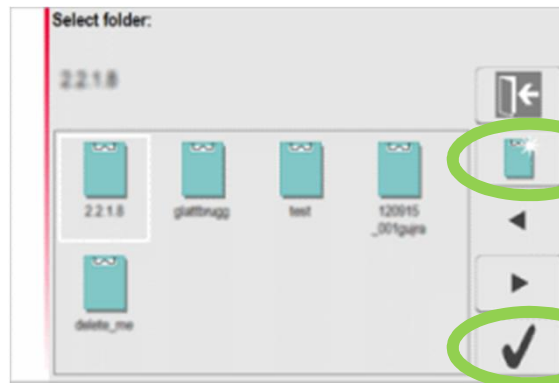 Select folder:
2.2.1.8
2.2.1.8 glattbrugg test 120915
_001gujra
delete_me